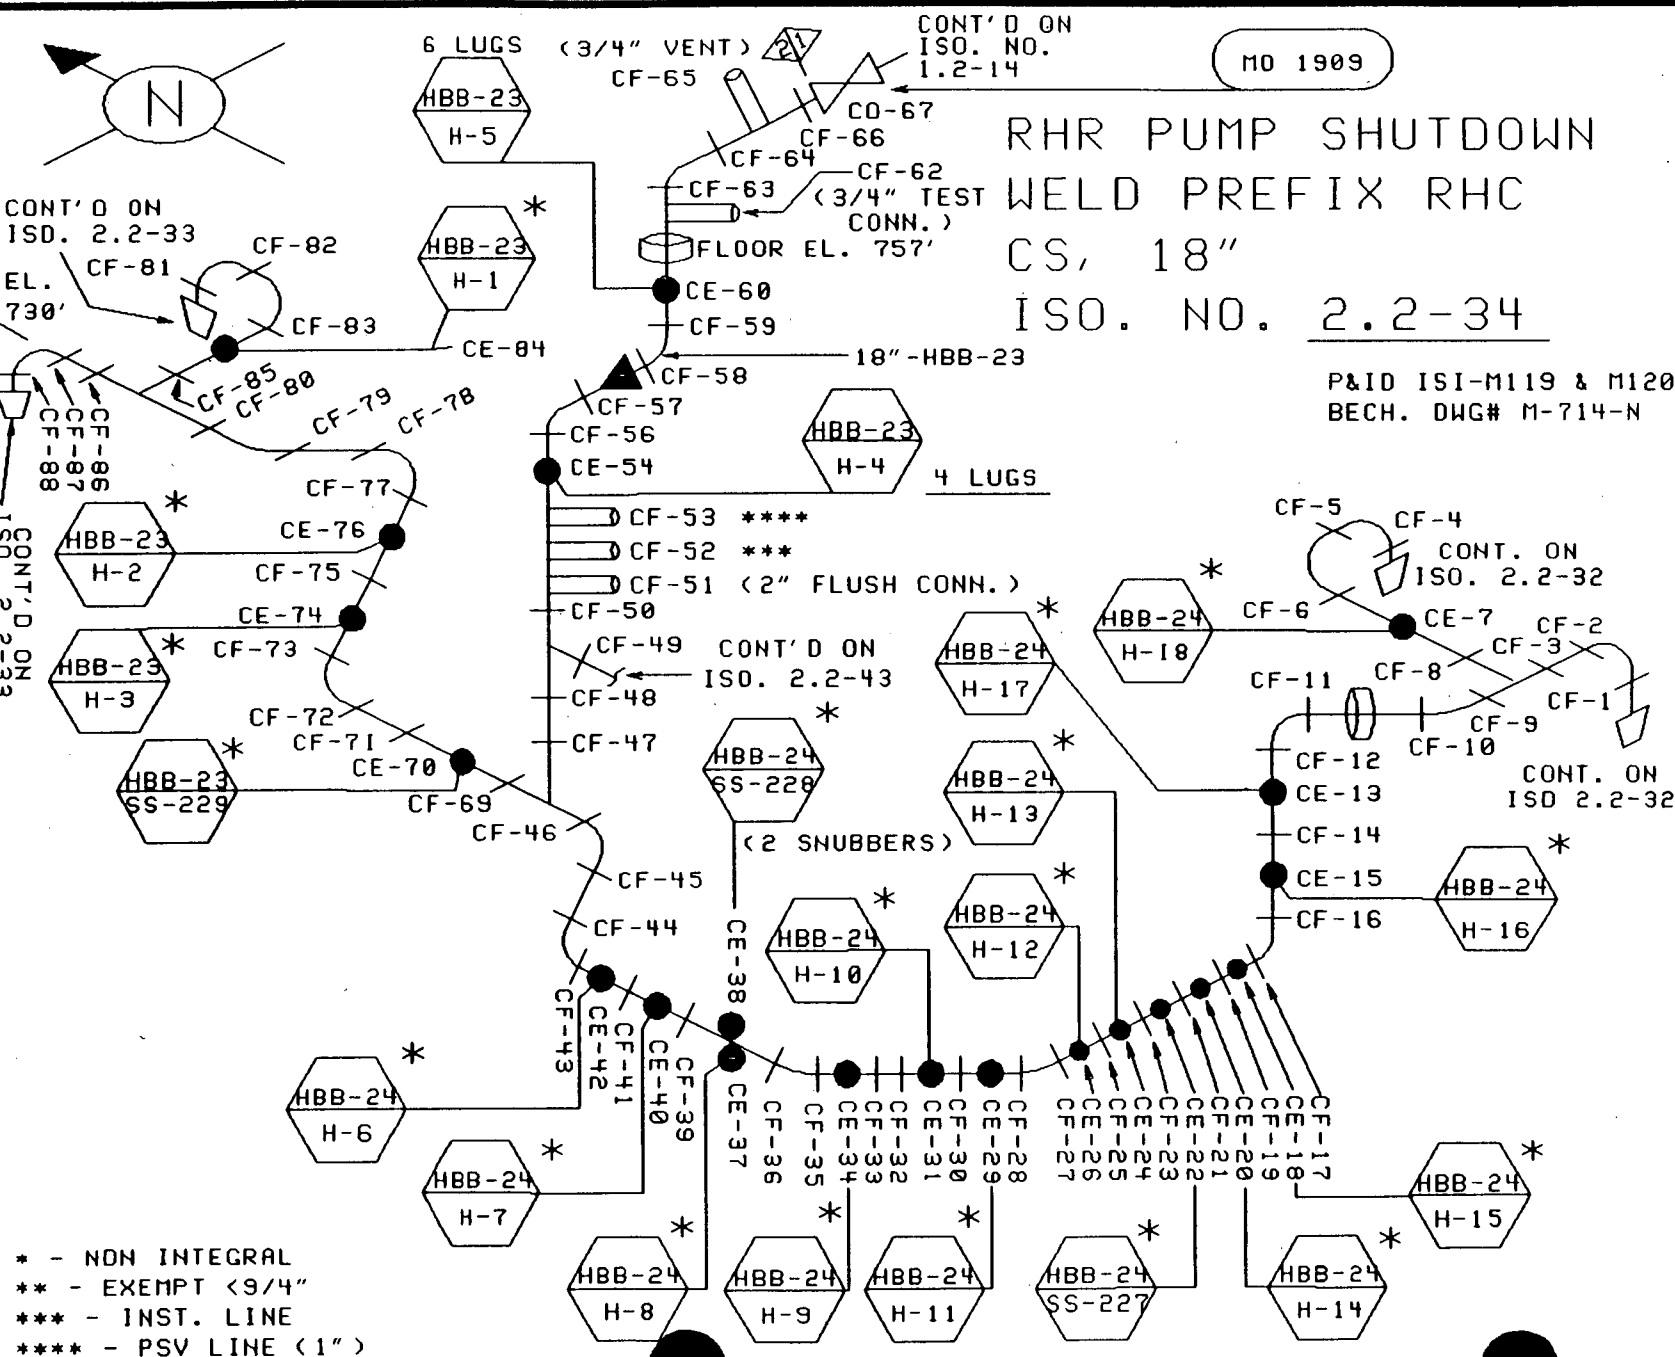 6 LUGS
(3/4" VENT)
CF-65
21
CONT'D ON
ISO. NO.
1.2-14
MO 1909
N
HBB-23
H-5
CO-67
CF-66
CF-64
CF-63
CF-62
(3/4" TEST
CONN.)
RHR PUMP SHUTDOWN
WELD PREFIX RHC
CS, 18"
ISO. NO. 2.2-34
P&ID ISI-M119 & M120
BECH. DWG# M-714-N
CONT'D ON
ISO. 2.2-33
EL.
730'
CF-81
CF-82
CF-83
*
HBB-23
H-1
CE-84
CF-85
CF-80
CF-79
CF-78
FLOOR EL. 757'
CE-60
CF-59
18"-HBB-23
CF-58
CF-57
CF-56
CE-54
HBB-23
H-4
4 LUGS
CF-88
CF-87
CF-86
CONT'D ON
ISO 2.2-33
CF-77
CE-76
*
HBB-23
H-2
CF-75
CE-74
CF-73
*
HBB-23
H-3
CF-72
CF-71
CE-70
*
HBB-23
SS-229
CF-69
CF-53 ****
CF-52 ***
CF-51 (2" FLUSH CONN.)
CF-50
CF-49
CONT'D ON
ISO. 2.2-43
CF-48
CF-47
CF-46
CF-45
CF-44
*
HBB-24
SS-228
(2 SNUBBERS)
CF-5
CF-4
CONT. ON
ISO. 2.2-32
CF-6
CE-7
*
HBB-24
H-18
CF-2
CF-3
CF-8
CF-1
CF-9
CF-10
CF-11
CONT. ON
ISO 2.2-32
*
HBB-24
H-17
CF-12
CE-13
CF-14
CE-15
CF-16
*
HBB-24
H-16
*
HBB-24
H-13
*
HBB-24
H-12
*
HBB-24
H-10
CF-43
CE-42
CF-41
CE-40
CF-39
CE-38
CE-37
CF-36
CF-35
CE-34
CF-33
CF-32
CE-31
CF-30
CE-29
CF-28
CF-27
CE-26
CF-25
CE-24
CF-23
CE-22
CF-21
CE-20
CF-19
CE-18
CF-17
*
HBB-24
H-6
*
HBB-24
H-7
*
HBB-24
H-8
*
HBB-24
H-9
*
HBB-24
H-11
*
HBB-24
SS-227
*
HBB-24
H-14
*
HBB-24
H-15
* - NON INTEGRAL
** - EXEMPT <9/4"
*** - INST. LINE
**** - PSV LINE (1")